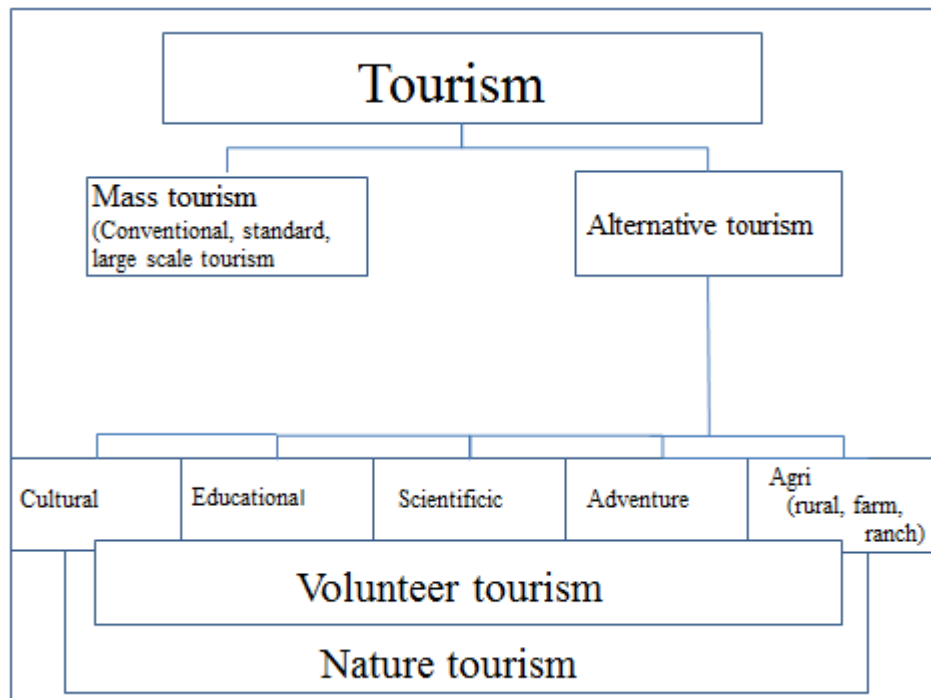 Tourism
Mass tourism
(Conventional, standard,
large scale tourism
Alternative tourism
Cultural
Educational
Scientificic
Adventure
Agri
(rural, farm,
ranch)
Volunteer tourism
Nature tourism